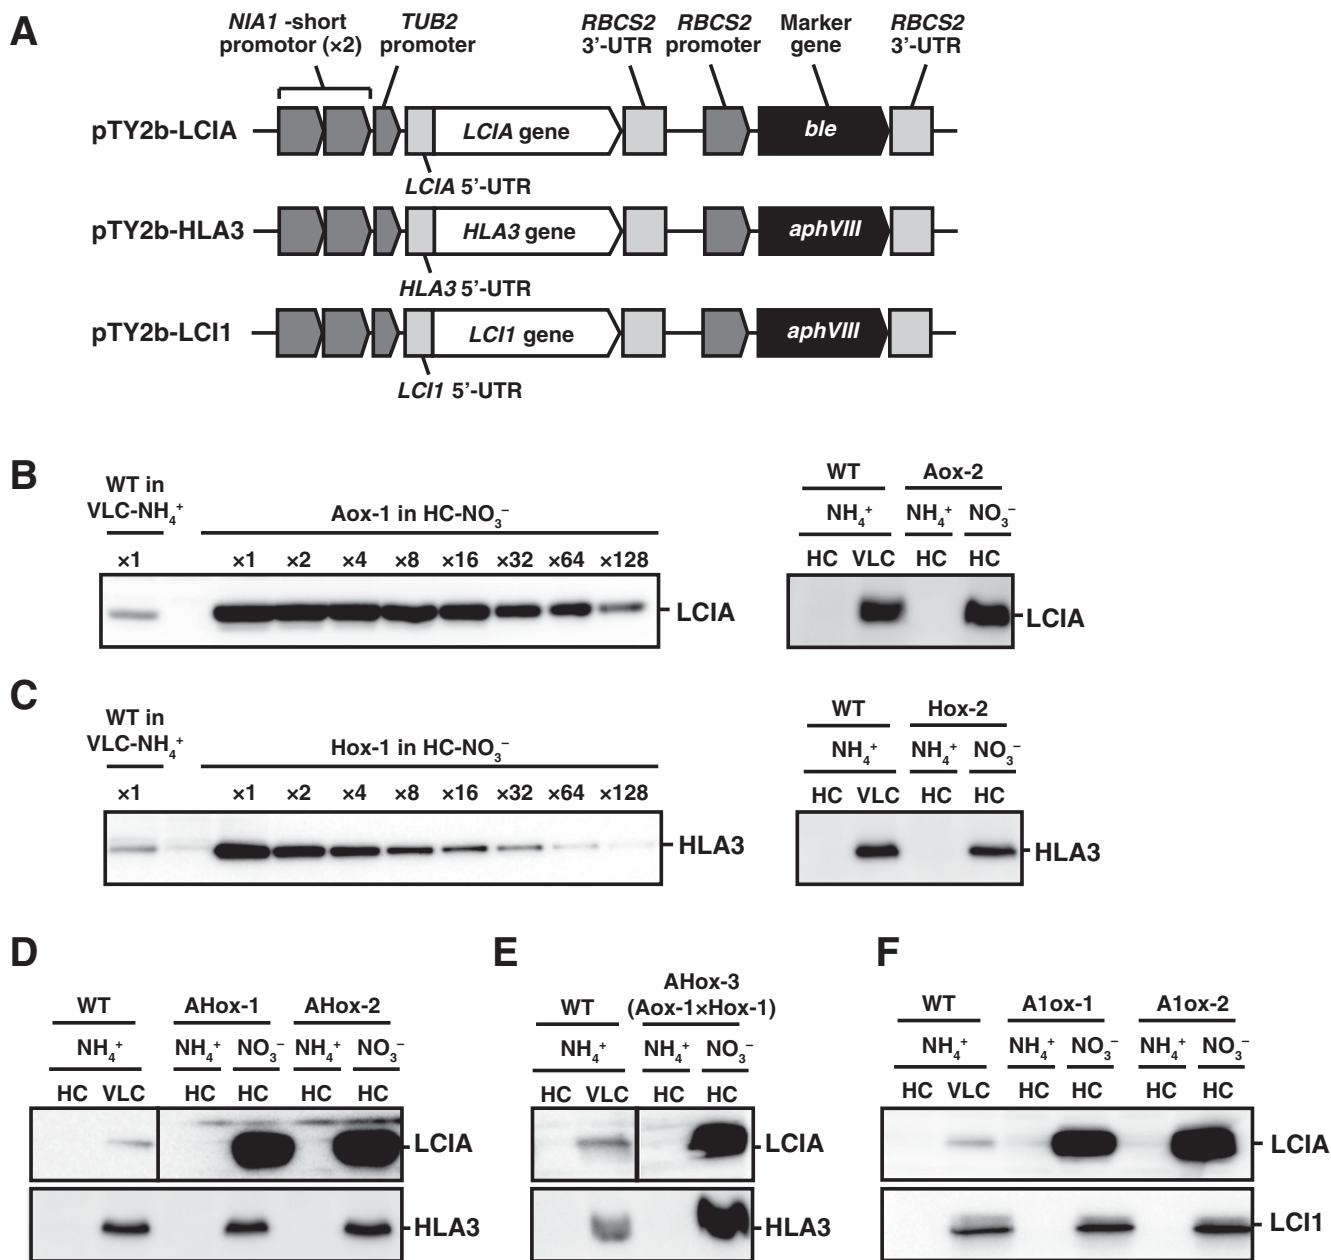 A
NIA1 -short promotor (×2)
TUB2 promoter
RBCS2 3’-UTR
RBCS2 promoter
Marker gene
RBCS2 3’-UTR
pTY2b-LCIA
LCIA gene
ble
LCIA 5’-UTR
pTY2b-HLA3
HLA3 gene
aphVIII
HLA3 5’-UTR
pTY2b-LCI1
LCI1 gene
aphVIII
LCI1 5’-UTR
B
WT in VLC-NH₄⁺
Aox-1 in HC-NO₃⁻
×1 ×1 ×2 ×4 ×8 ×16 ×32 ×64 ×128
LCIA
WT Aox-2
NH₄⁺ NH₄⁺ NO₃⁻
HC VLC HC HC
LCIA
C
WT in VLC-NH₄⁺
Hox-1 in HC-NO₃⁻
×1 ×1 ×2 ×4 ×8 ×16 ×32 ×64 ×128
HLA3
WT Hox-2
NH₄⁺ NH₄⁺ NO₃⁻
HC VLC HC HC
HLA3
D
WT AHox-1 AHox-2
NH₄⁺ NH₄⁺ NO₃⁻ NH₄⁺ NO₃⁻
HC VLC HC HC HC HC
LCIA
HLA3
E
WT AHox-3 (Aox-1×Hox-1)
NH₄⁺ NH₄⁺ NO₃⁻
HC VLC HC HC
LCIA
HLA3
F
WT A1ox-1 A1ox-2
NH₄⁺ NH₄⁺ NO₃⁻ NH₄⁺ NO₃⁻
HC VLC HC HC HC HC
LCIA
LCI1